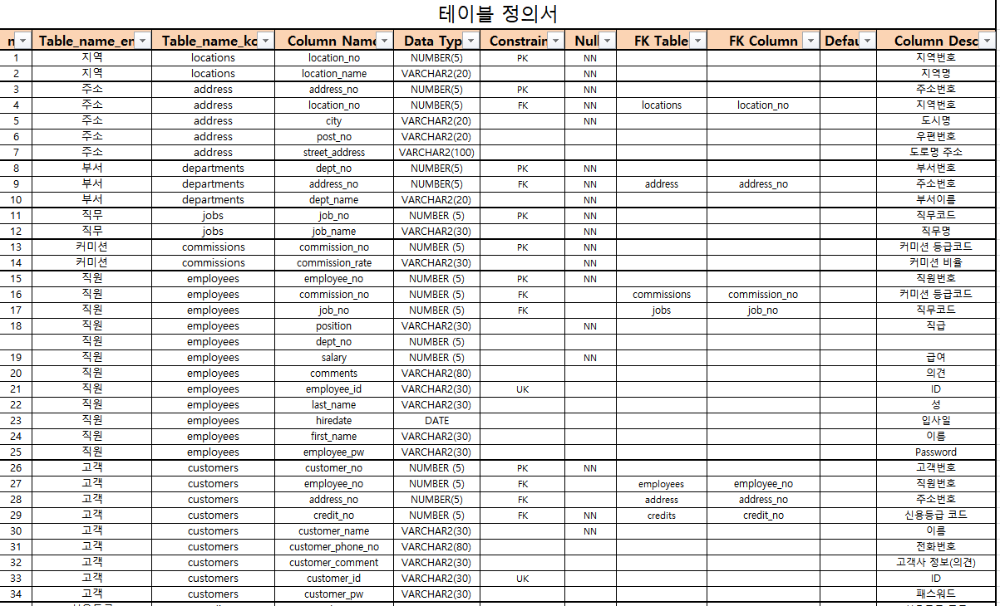 테이블 정의서
n Table_name_en Table_name_ko Column Name Data Typ Constrain Null FK Table FK Column Defau Column Desc
1 지역 locations location_no NUMBER(5) PK NN 지역번호
2 지역 locations location_name VARCHAR2(20) NN 지역명
3 주소 address address_no NUMBER(5) PK NN 주소번호
4 주소 address location_no NUMBER(5) FK NN locations location_no 지역번호
5 주소 address city VARCHAR2(20) NN 도시명
6 주소 address post_no VARCHAR2(20) 우편번호
7 주소 address street_address VARCHAR2(100) 도로명 주소
8 부서 departments dept_no NUMBER(5) PK NN 부서번호
9 부서 departments address_no NUMBER(5) FK NN address address_no 주소번호
10 부서 departments dept_name VARCHAR2(20) NN 부서이름
11 직무 jobs job_no NUMBER (5) PK NN 직무코드
12 직무 jobs job_name VARCHAR2(30) NN 직무명
13 커미션 commissions commission_no NUMBER (5) PK NN 커미션 등급코드
14 커미션 commissions commission_rate VARCHAR2(30) NN 커미션 비율
15 직원 employees employee_no NUMBER (5) PK NN 직원번호
16 직원 employees commission_no NUMBER (5) FK commissions commission_no 커미션 등급코드
17 직원 employees job_no NUMBER (5) FK jobs job_no 직무코드
18 직원 employees position VARCHAR2(30) NN 직급
직원 employees dept_no NUMBER (5)
19 직원 employees salary NUMBER (5) NN 급여
20 직원 employees comments VARCHAR2(80) 의견
21 직원 employees employee_id VARCHAR2(30) UK ID
22 직원 employees last_name VARCHAR2(30) 성
23 직원 employees hiredate DATE 입사일
24 직원 employees first_name VARCHAR2(30) 이름
25 직원 employees employee_pw VARCHAR2(30) Password
26 고객 customers customer_no NUMBER (5) PK NN 고객번호
27 고객 customers employee_no NUMBER (5) FK employees employee_no 직원번호
28 고객 customers address_no NUMBER(5) FK address address_no 주소번호
29 고객 customers credit_no NUMBER (5) FK NN credits credit_no 신용등급 코드
30 고객 customers customer_name VARCHAR2(30) NN 이름
31 고객 customers customer_phone_no VARCHAR2(80) 전화번호
32 고객 customers customer_comment VARCHAR2(30) 고객사 정보(의견)
33 고객 customers customer_id VARCHAR2(30) UK ID
34 고객 customers customer_pw VARCHAR2(30) 패스워드